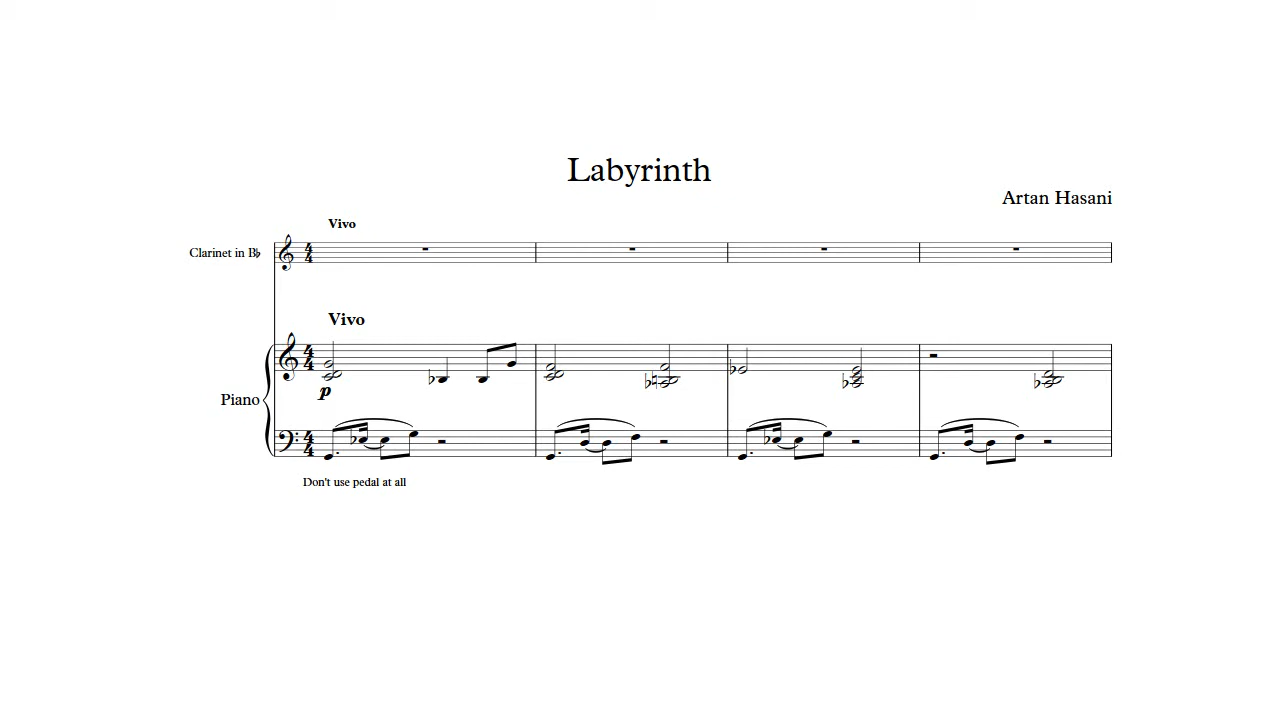 Labyrinth
Artan Hasani
Vivo
Clarinet in B♭
Vivo
p
Piano
Don't use pedal at all